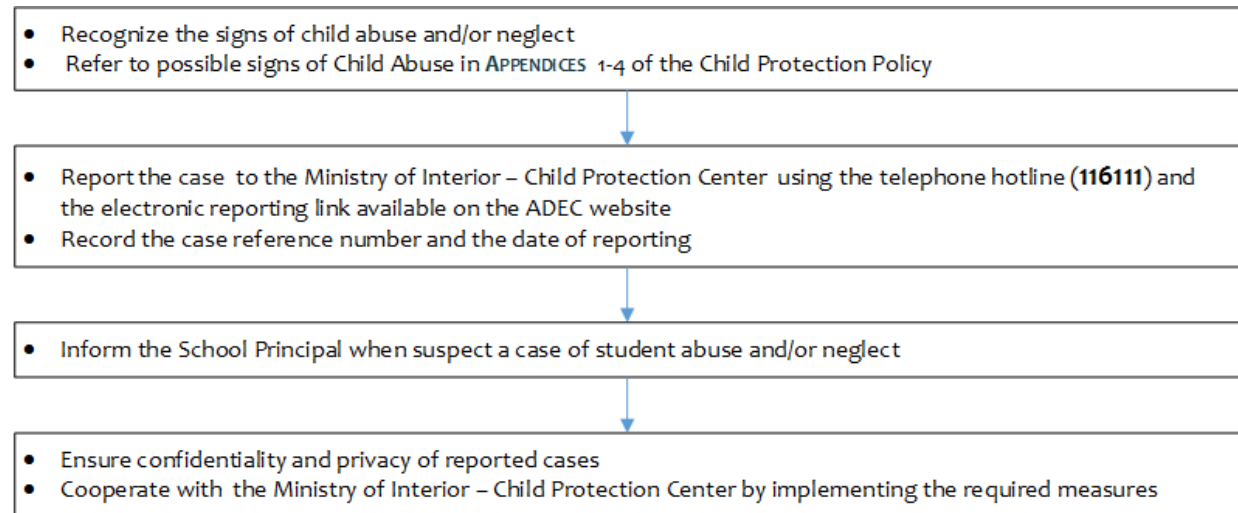 • Recognize the signs of child abuse and/or neglect
• Refer to possible signs of Child Abuse in APPENDICES 1-4 of the Child Protection Policy
• Report the case to the Ministry of Interior – Child Protection Center using the telephone hotline (116111) and
the electronic reporting link available on the ADEC website
• Record the case reference number and the date of reporting
• Inform the School Principal when suspect a case of student abuse and/or neglect
• Ensure confidentiality and privacy of reported cases
• Cooperate with the Ministry of Interior – Child Protection Center by implementing the required measures